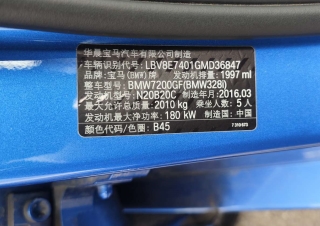 华晨宝马汽车有限公司制造
车辆识别代号: LBV8E7401GMD36847
品牌: 宝马(BMW)牌 发动机排量: 1997 ml
整车型号: BMW7200GF(BMW328i)
发动机型号: N20B20C 制造年月: 2016.03
最大允许总质量: 2010 kg 乘坐人数: 5 人
发动机最大净功率: 180 kW 制造国: 中国
颜色代码/色漆: B45